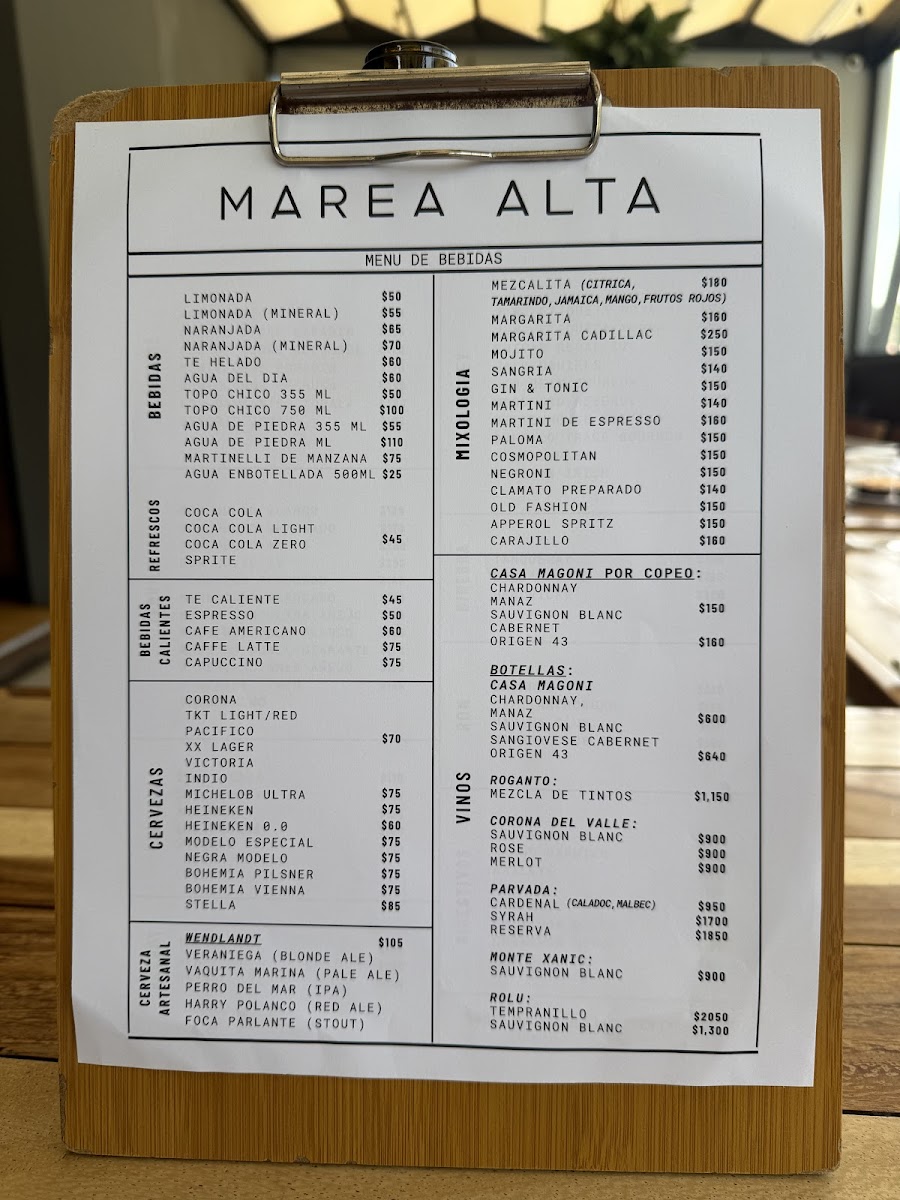 MAREA ALTA
MENU DE BEBIDAS
BEBIDAS
LIMONADA $50
LIMONADA (MINERAL) $55
NARANJADA $65
NARANJADA (MINERAL) $70
TE HELADO $60
AGUA DEL DIA $60
TOPO CHICO 355 ML $50
TOPO CHICO 750 ML $100
AGUA DE PIEDRA 355 ML $55
AGUA DE PIEDRA ML $110
MARTINELLI DE MANZANA $75
AGUA ENBOTELLADA 500ML $25
REFRESCOS
COCA COLA
COCA COLA LIGHT
COCA COLA ZERO $45
SPRITE
BEBIDAS
CALIENTES
TE CALIENTE $45
ESPRESSO $50
CAFE AMERICANO $60
CAFFE LATTE $75
CAPUCCINO $75
CERVEZAS
CORONA
TKT LIGHT/RED
PACIFICO $70
XX LAGER
VICTORIA
INDIO
MICHELOB ULTRA $75
HEINEKEN $75
HEINEKEN 0.0 $60
MODELO ESPECIAL $75
NEGRA MODELO $75
BOHEMIA PILSNER $75
BOHEMIA VIENNA $75
STELLA $85
CERVEZA
ARTESANAL
WENDLANDT $105
VERANIEGA (BLONDE ALE)
VAQUITA MARINA (PALE ALE)
PERRO DEL MAR (IPA)
HARRY POLANCO (RED ALE)
FOCA PARLANTE (STOUT)
MIXOLOGIA
MEZCALITA (CITRICA, $180
TAMARINDO,JAMAICA,MANGO,FRUTOS ROJOS)
MARGARITA $160
MARGARITA CADILLAC $250
MOJITO $150
SANGRIA $140
GIN & TONIC $150
MARTINI $140
MARTINI DE ESPRESSO $160
PALOMA $150
COSMOPOLITAN $150
NEGRONI $150
CLAMATO PREPARADO $140
OLD FASHION $150
APPEROL SPRITZ $150
CARAJILLO $160
VINOS
CASA MAGONI POR COPEO:
CHARDONNAY
MANAZ $150
SAUVIGNON BLANC
CABERNET
ORIGEN 43 $160
BOTELLAS:
CASA MAGONI
CHARDONNAY,
MANAZ $600
SAUVIGNON BLANC
SANGIOVESE CABERNET
ORIGEN 43 $640
ROGANTO:
MEZCLA DE TINTOS $1,150
CORONA DEL VALLE:
SAUVIGNON BLANC $900
ROSE $900
MERLOT $900
PARVADA:
CARDENAL (CALADOC,MALBEC) $950
SYRAH $1700
RESERVA $1850
MONTE XANIC:
SAUVIGNON BLANC $900
ROLU:
TEMPRANILLO $2050
SAUVIGNON BLANC $1,300